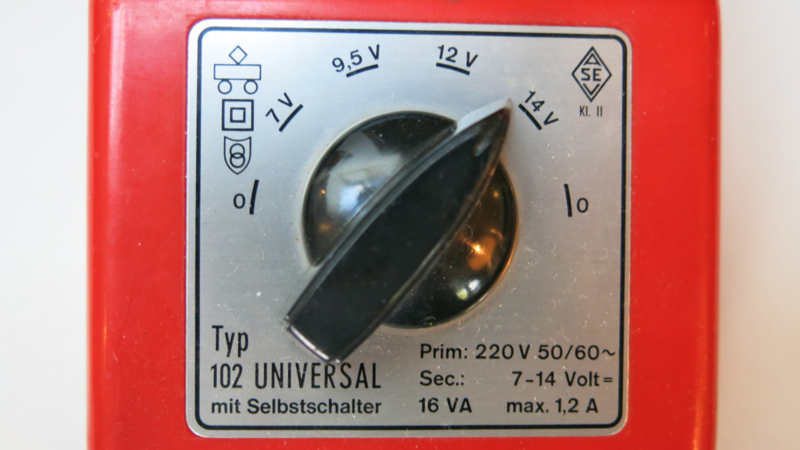 9,5 V
12 V
7 V
14 V
ASEV
Kl. II
0
0
Typ
102 UNIVERSAL
mit Selbstschalter
Prim: 220 V 50/60~
Sec.: 7-14 Volt=
16 VA max. 1,2 A